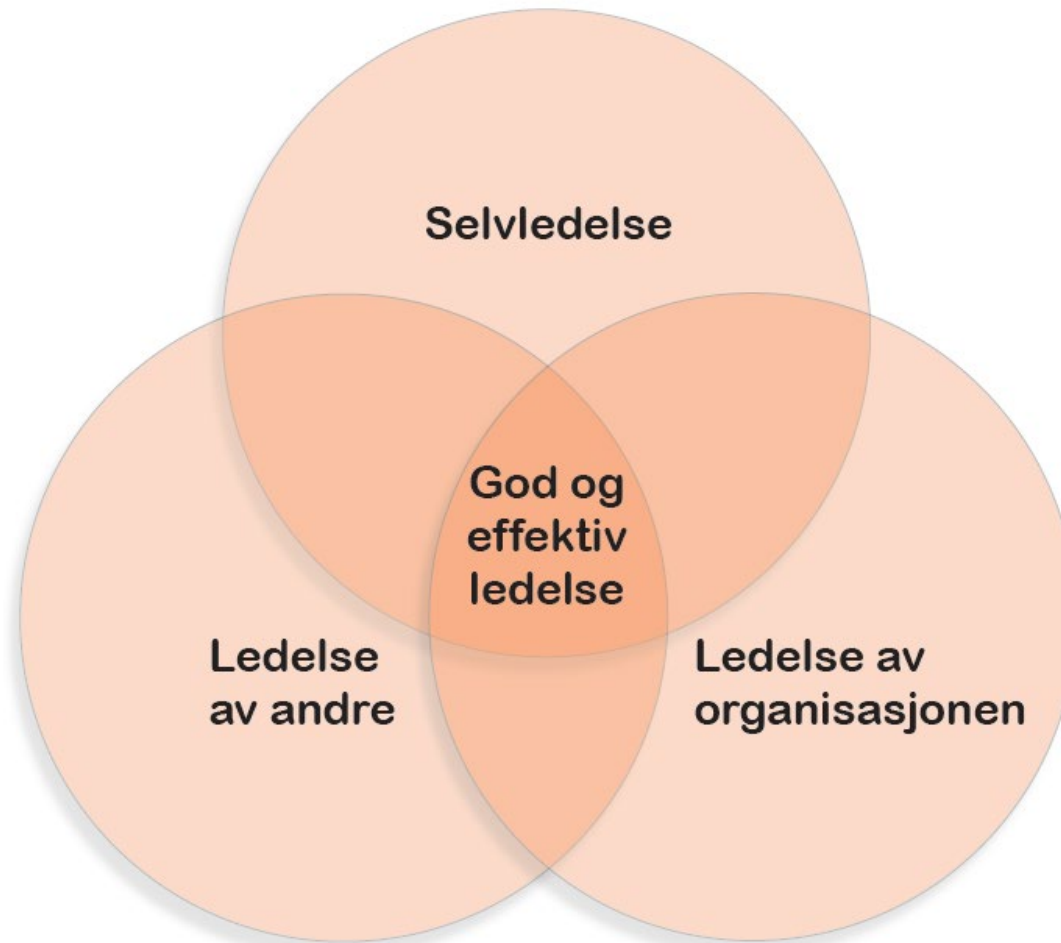 Selvledelse
God og
effektiv
ledelse
Ledelse
av andre
Ledelse av
organisasjonen